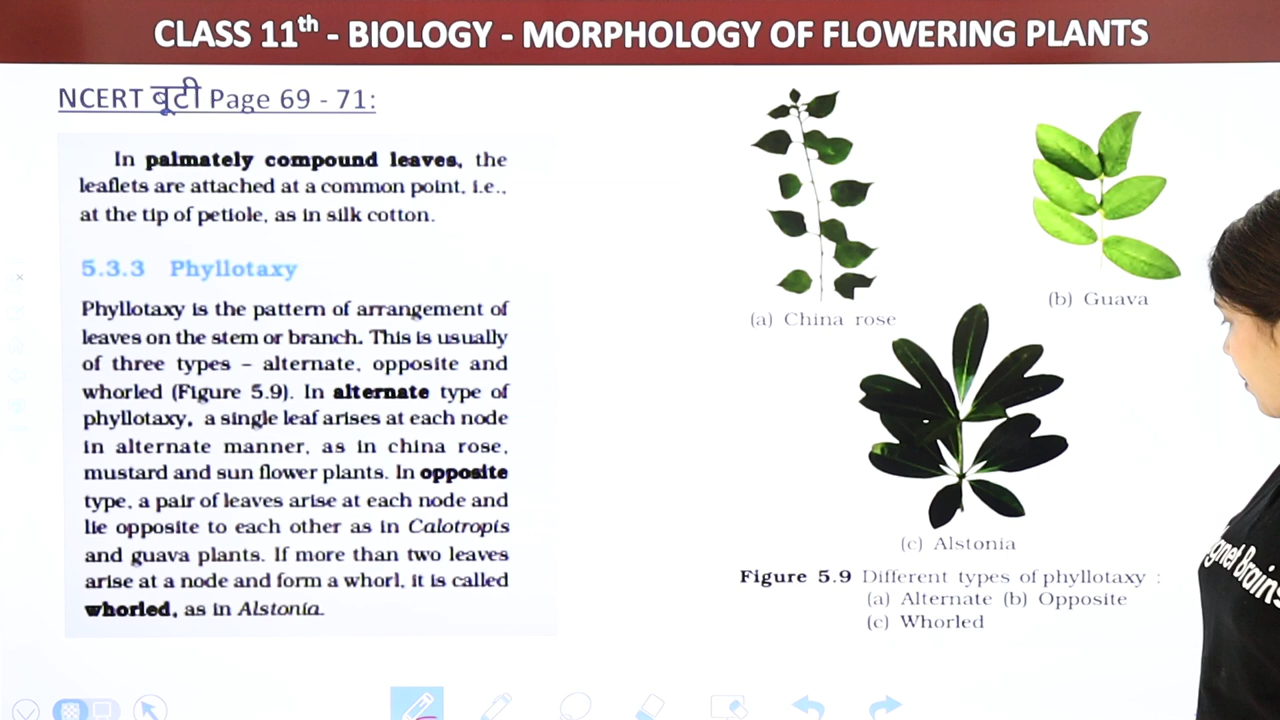 CLASS 11th - BIOLOGY - MORPHOLOGY OF FLOWERING PLANTS
NCERT बूटी Page 69 - 71:
In palmately compound leaves, the
leaflets are attached at a common point, i.e.,
at the tip of petiole, as in silk cotton.
5.3.3 Phyllotaxy
Phyllotaxy is the pattern of arrangement of
leaves on the stem or branch. This is usually
of three types – alternate, opposite and
whorled (Figure 5.9). In alternate type of
phyllotaxy, a single leaf arises at each node
in alternate manner, as in china rose,
mustard and sun flower plants. In opposite
type, a pair of leaves arise at each node and
lie opposite to each other as in Calotropis
and guava plants. If more than two leaves
arise at a node and form a whorl, it is called
whorled, as in Alstonia.
(a) China rose
(b) Guava
(c) Alstonia
Figure 5.9 Different types of phyllotaxy :
(a) Alternate (b) Opposite
(c) Whorled
Brains